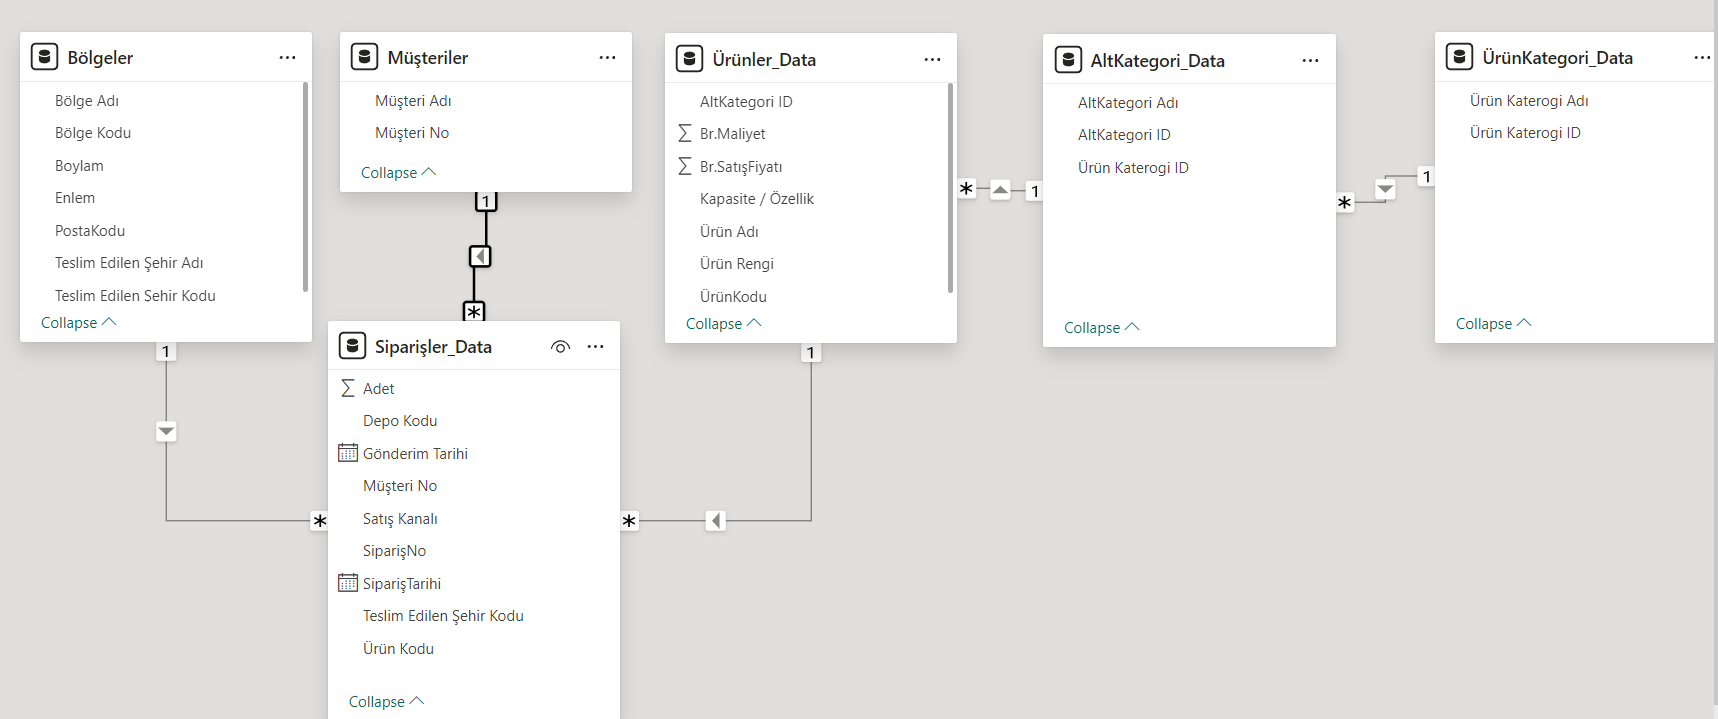 Bölgeler
Bölge Adı
Bölge Kodu
Boylam
Enlem
PostaKodu
Teslim Edilen Şehir Adı
Teslim Edilen Şehir Kodu
Collapse
Müşteriler
Müşteri Adı
Müşteri No
Collapse
Ürünler_Data
AltKategori ID
Br.Maliyet
Br.SatışFiyatı
Kapasite / Özellik
Ürün Adı
Ürün Rengi
ÜrünKodu
Collapse
AltKategori_Data
AltKategori Adı
AltKategori ID
Ürün Katerogi ID
Collapse
ÜrünKategori_Data
Ürün Katerogi Adı
Ürün Katerogi ID
Collapse
1
*
1
*
1
*
1
*
1
*
Siparişler_Data
Adet
Depo Kodu
Gönderim Tarihi
Müşteri No
Satış Kanalı
SiparişNo
SiparişTarihi
Teslim Edilen Şehir Kodu
Ürün Kodu
Collapse